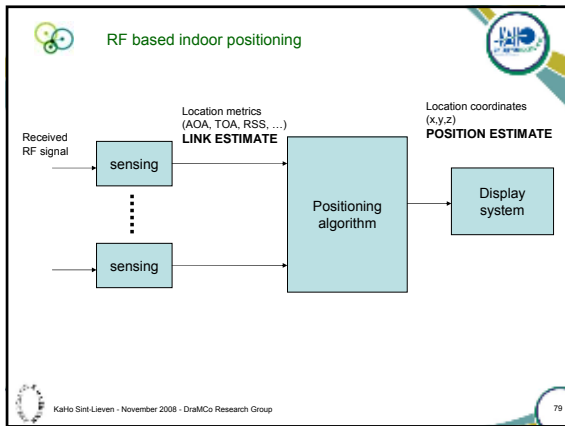 RF based indoor positioning
Location metrics
(AOA, TOA, RSS, ...)
LINK ESTIMATE
Location coordinates
(x,y,z)
POSITION ESTIMATE
Received
RF signal
sensing
Positioning
algorithm
Display
system
sensing
KaHo Sint-Lieven - November 2008 - DraMCo Research Group
79